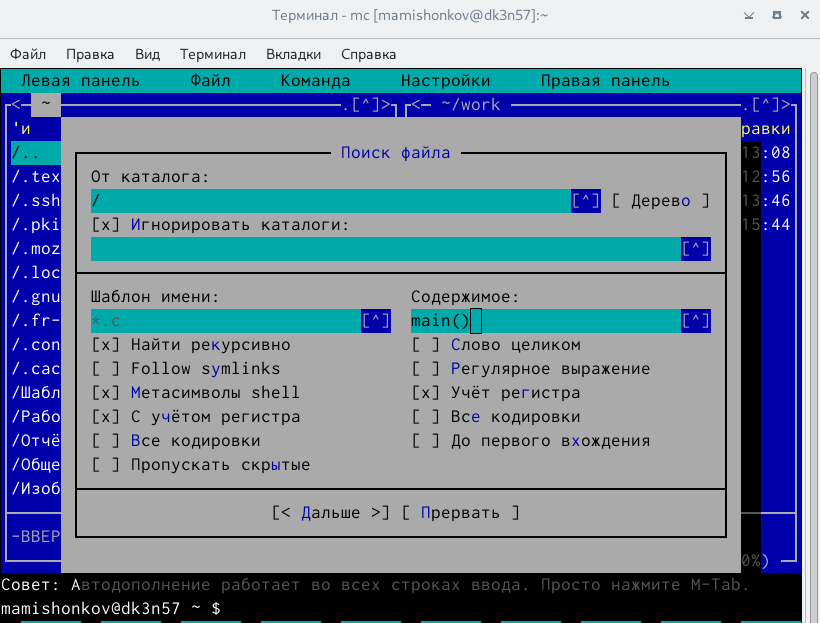 Терминал - mc [mamishonkov@dk3n57]:~
Файл Правка Вид Терминал Вкладки Справка
Левая панель Файл Команда Настройки Правая панель
<─ ~ .[^]> <─ ~/work .[^]>
'и равки
/.. 13:08
/.tex 12:56
/.ssh 13:46
/.pki 15:44
/.moz
/.loc
/.gnu
/.fr-
/.con
/.cac
/Шабл
/Рабо
/Отчё
/Обще
/Изоб
-ВВЕР
0%)
Поиск файла
От каталога:
/ [^] [ Дерево ]
[x] Игнорировать каталоги:
[^]
Шаблон имени: Содержимое:
*.c [^] main() [^]
[x] Найти рекурсивно [ ] Слово целиком
[ ] Follow symlinks [ ] Регулярное выражение
[x] Метасимволы shell [x] Учёт регистра
[x] С учётом регистра [ ] Все кодировки
[ ] Все кодировки [ ] До первого вхождения
[ ] Пропускать скрытые
[< Дальше >] [ Прервать ]
Совет: Автодополнение работает во всех строках ввода. Просто нажмите M-Tab.
mamishonkov@dk3n57 ~ $